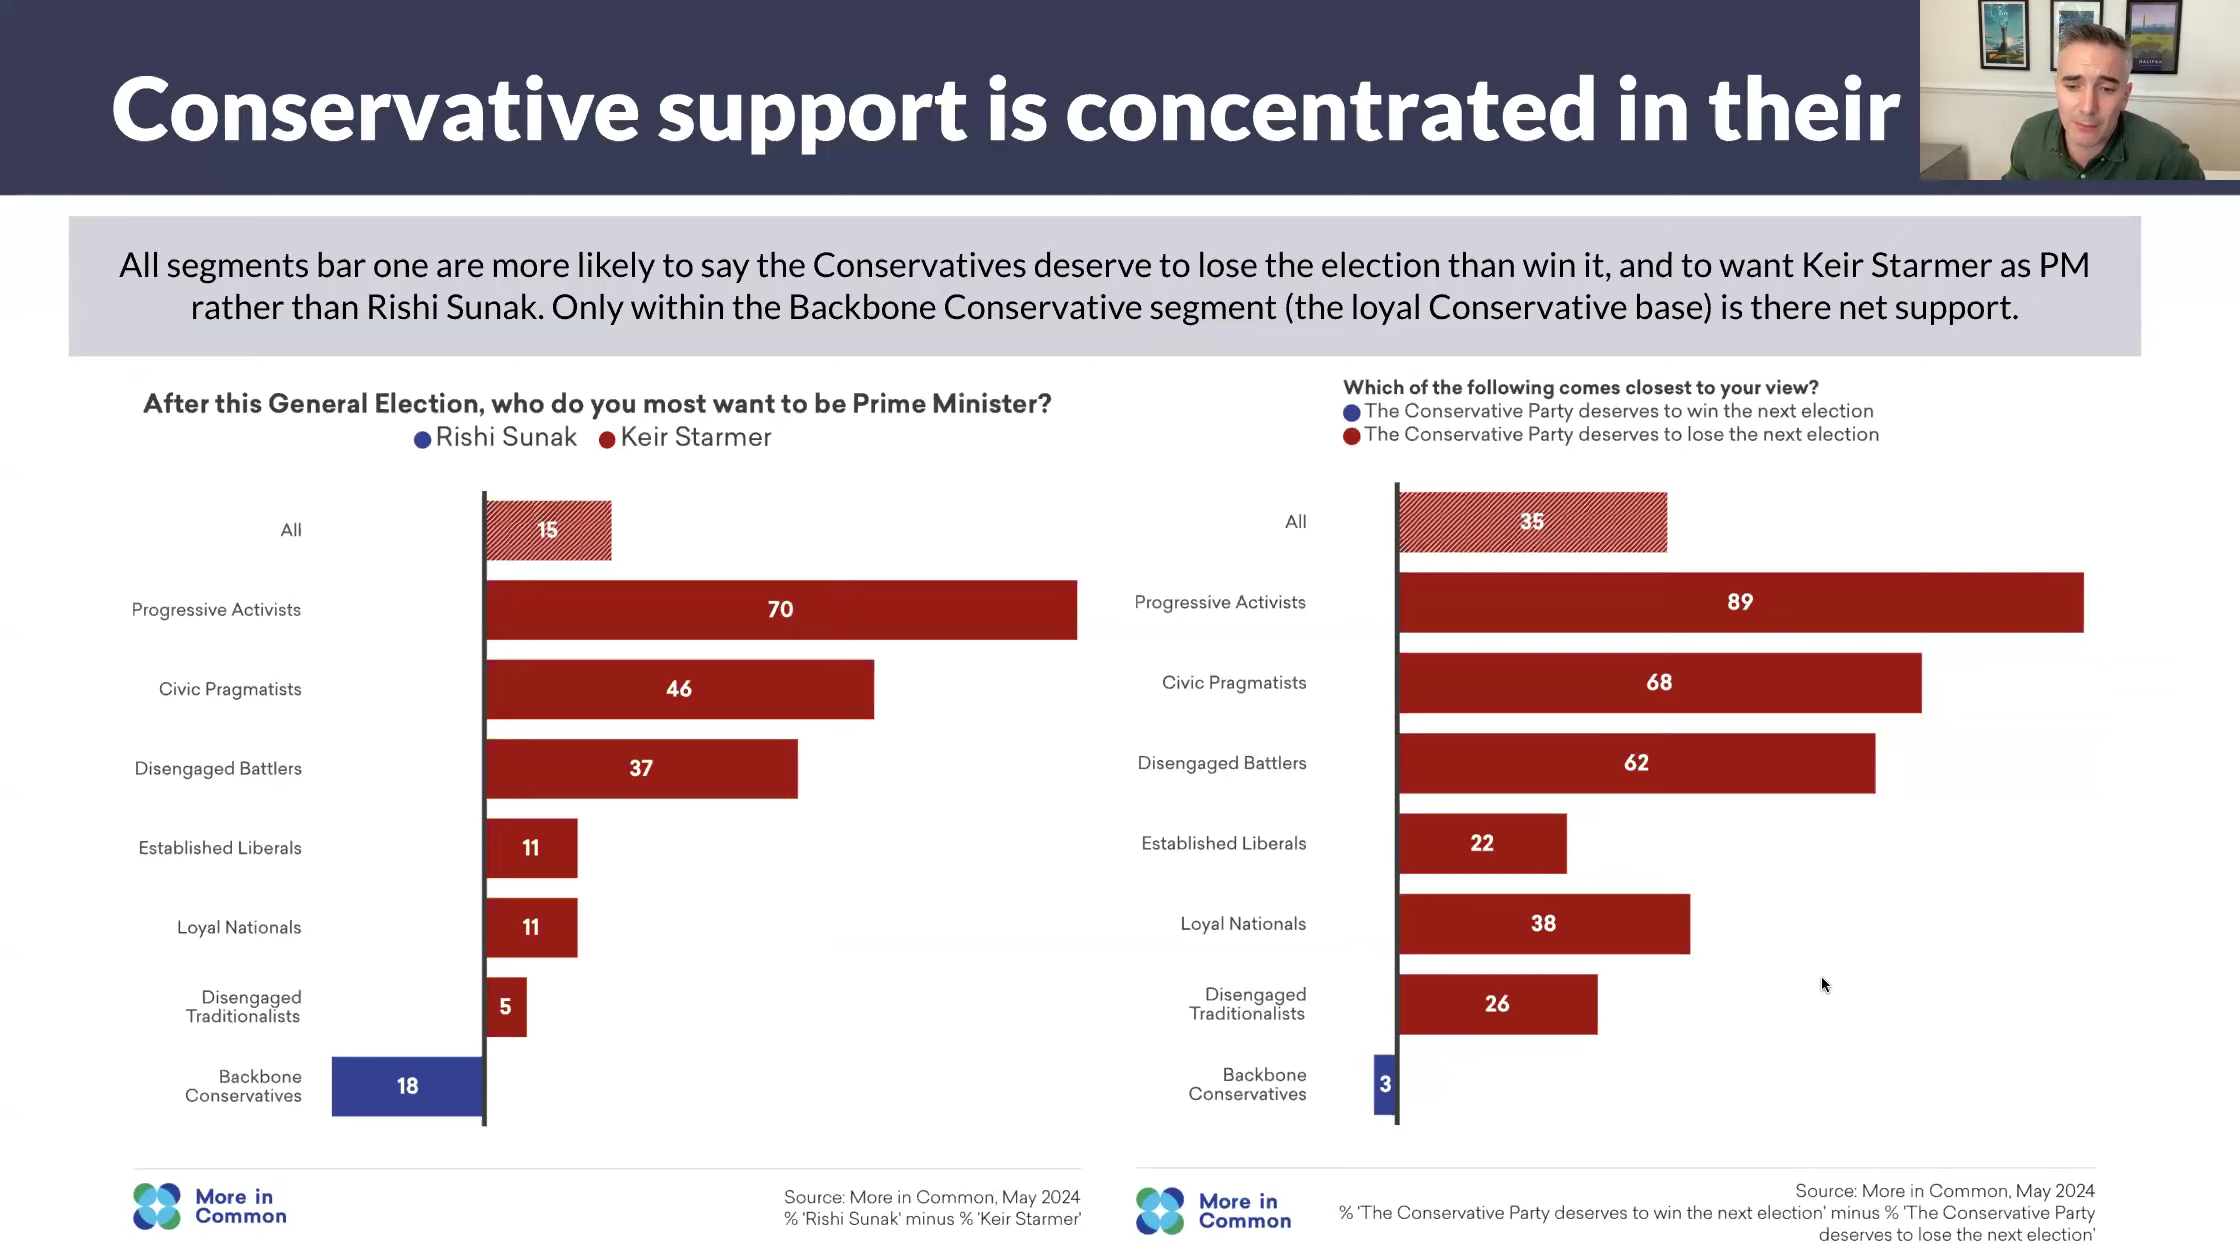 Conservative support is concentrated in their
HALIFAX
All segments bar one are more likely to say the Conservatives deserve to lose the election than win it, and to want Keir Starmer as PM
rather than Rishi Sunak. Only within the Backbone Conservative segment (the loyal Conservative base) is there net support.
After this General Election, who do you most want to be Prime Minister?
Rishi Sunak Keir Starmer
All 15
Progressive Activists 70
Civic Pragmatists 46
Disengaged Battlers 37
Established Liberals 11
Loyal Nationals 11
Disengaged
Traditionalists 5
Backbone
Conservatives 18
More in
Common
Source: More in Common, May 2024
% 'Rishi Sunak' minus % 'Keir Starmer'
Which of the following comes closest to your view?
The Conservative Party deserves to win the next election
The Conservative Party deserves to lose the next election
All 35
Progressive Activists 89
Civic Pragmatists 68
Disengaged Battlers 62
Established Liberals 22
Loyal Nationals 38
Disengaged
Traditionalists 26
Backbone
Conservatives 3
More in
Common
Source: More in Common, May 2024
% 'The Conservative Party deserves to win the next election' minus % 'The Conservative Party
deserves to lose the next election'